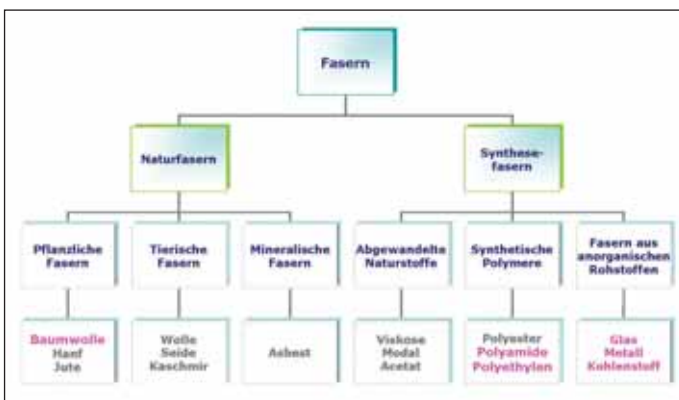 Fasern
Naturfasern
Synthese-
fasern
Pflanzliche
Fasern
Tierische
Fasern
Mineralische
Fasern
Abgewandelte
Naturstoffe
Synthetische
Polymere
Fasern aus
anorganischen
Rohstoffen
Baumwolle
Hanf
Jute
Wolle
Seide
Kaschmir
Asbest
Viskose
Modal
Acetat
Polyester
Polyamide
Polyethylen
Glas
Metall
Kohlenstoff